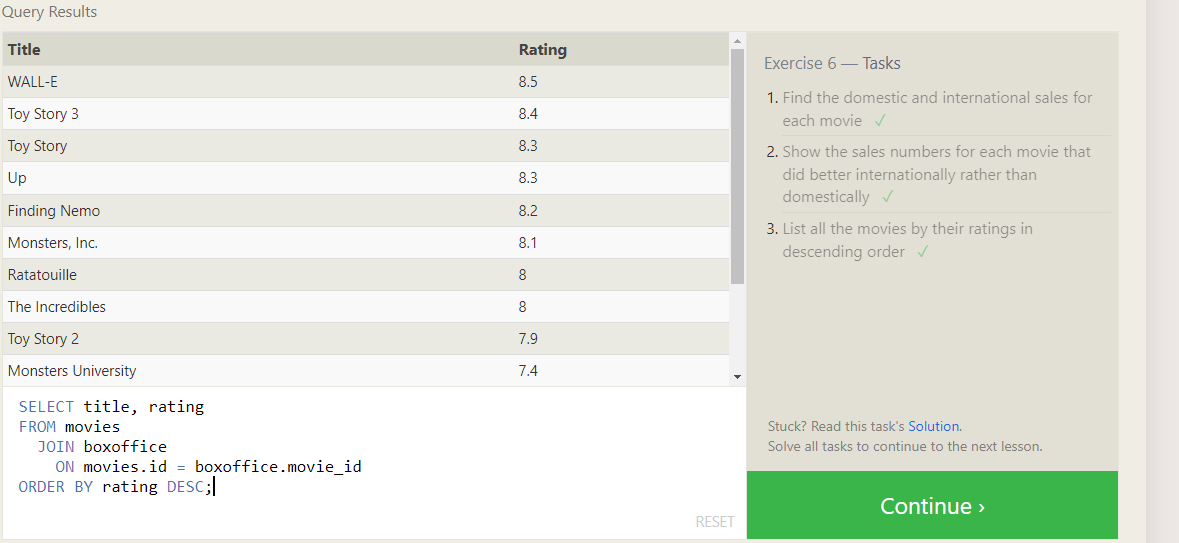 Query Results
Title Rating
WALL-E 8.5
Toy Story 3 8.4
Toy Story 8.3
Up 8.3
Finding Nemo 8.2
Monsters, Inc. 8.1
Ratatouille 8
The Incredibles 8
Toy Story 2 7.9
Monsters University 7.4
SELECT title, rating
FROM movies
JOIN boxoffice
ON movies.id = boxoffice.movie_id
ORDER BY rating DESC;
RESET
Exercise 6 — Tasks
1. Find the domestic and international sales for
each movie ✓
2. Show the sales numbers for each movie that
did better internationally rather than
domestically ✓
3. List all the movies by their ratings in
descending order ✓
Stuck? Read this task's Solution.
Solve all tasks to continue to the next lesson.
Continue ›